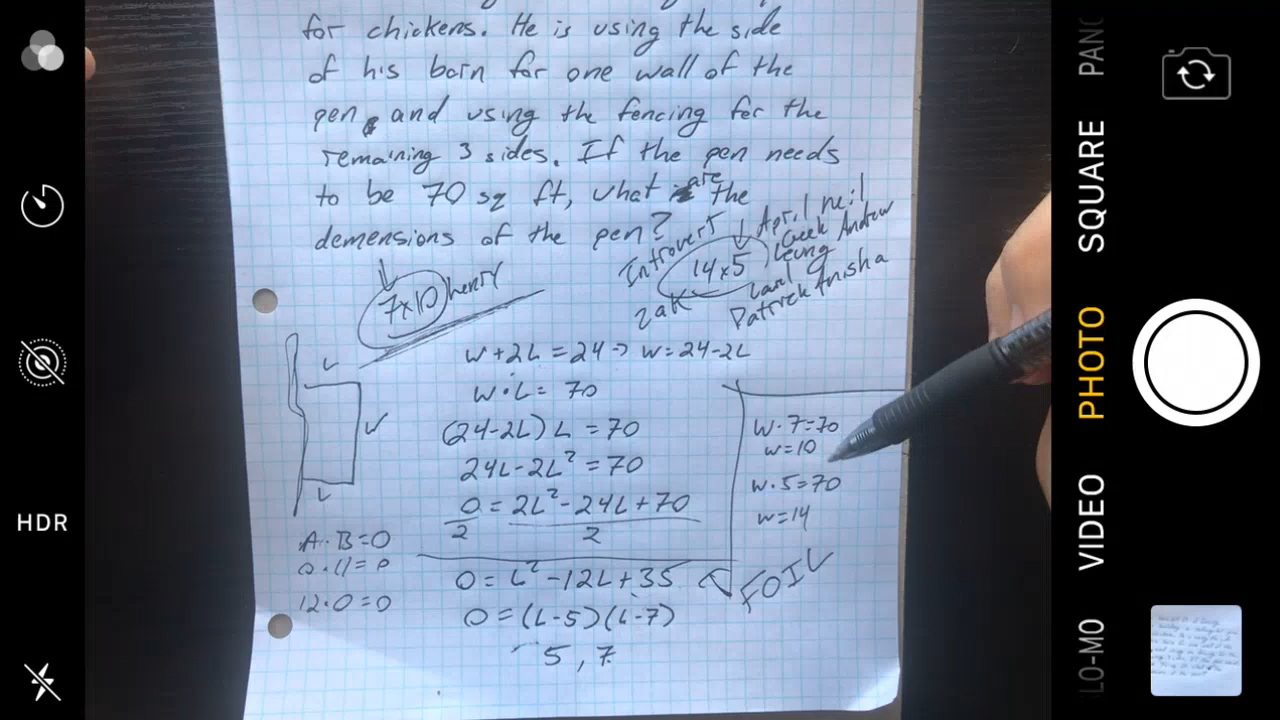 for chickens. He is using the side
of his barn for one wall of the
pen, and using the fencing for the
remaining 3 sides. If the pen needs
to be 70 sq ft, what are the
demensions of the pen?
Introvert
April Neil
Geek Andrew
Leung
14x5
Zak
Patrick Anisha
7x10
henry
W+2L=24→ W=24-2L
W•L=70
(24-2L)L=70
24L-2L²=70
0=2L²-24L+70
2 2
0=L²-12L+35
0=(L-5)(L-7)
5,7
L
W
L
A·B=0
0·11=0
12·0=0
W·7=70
W=10
W·5=70
W=14
FOIL
HDR
LO-MO
VIDEO
PHOTO
SQUARE
PANO